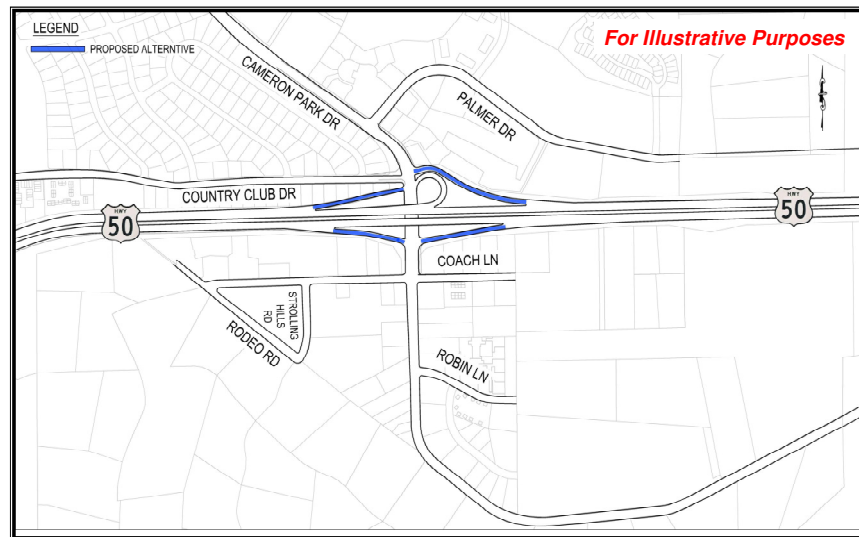 LEGEND
PROPOSED ALTERNTIVE
For Illustrative Purposes
CAMERON PARK DR
PALMER DR
COUNTRY CLUB DR
HWY
50
HWY
50
COACH LN
STROLLING
HILLS
RD
RODEO RD
ROBIN LN